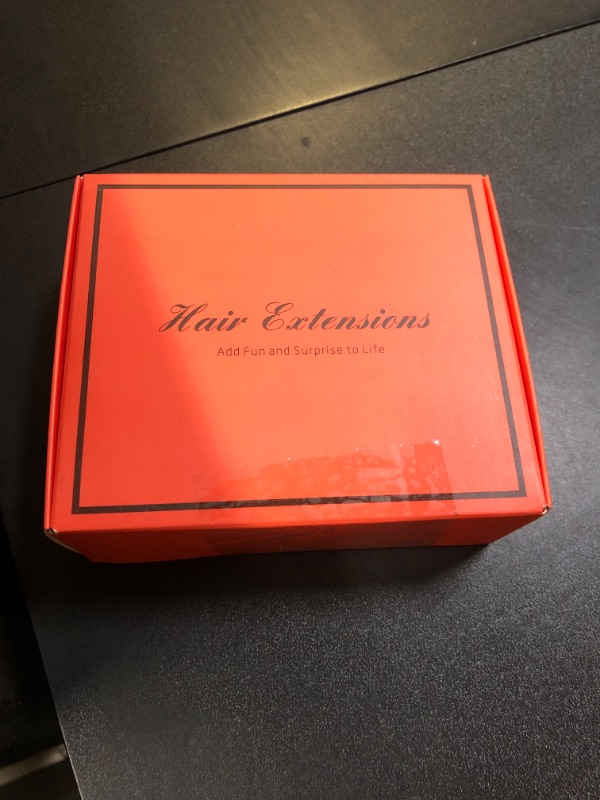 Hair Extensions
Add Fun and Surprise to Life